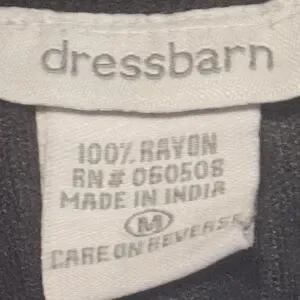 dressbarn
100% RAYON
RN# 060508
MADE IN INDIA
M
CARE ON REVERSE